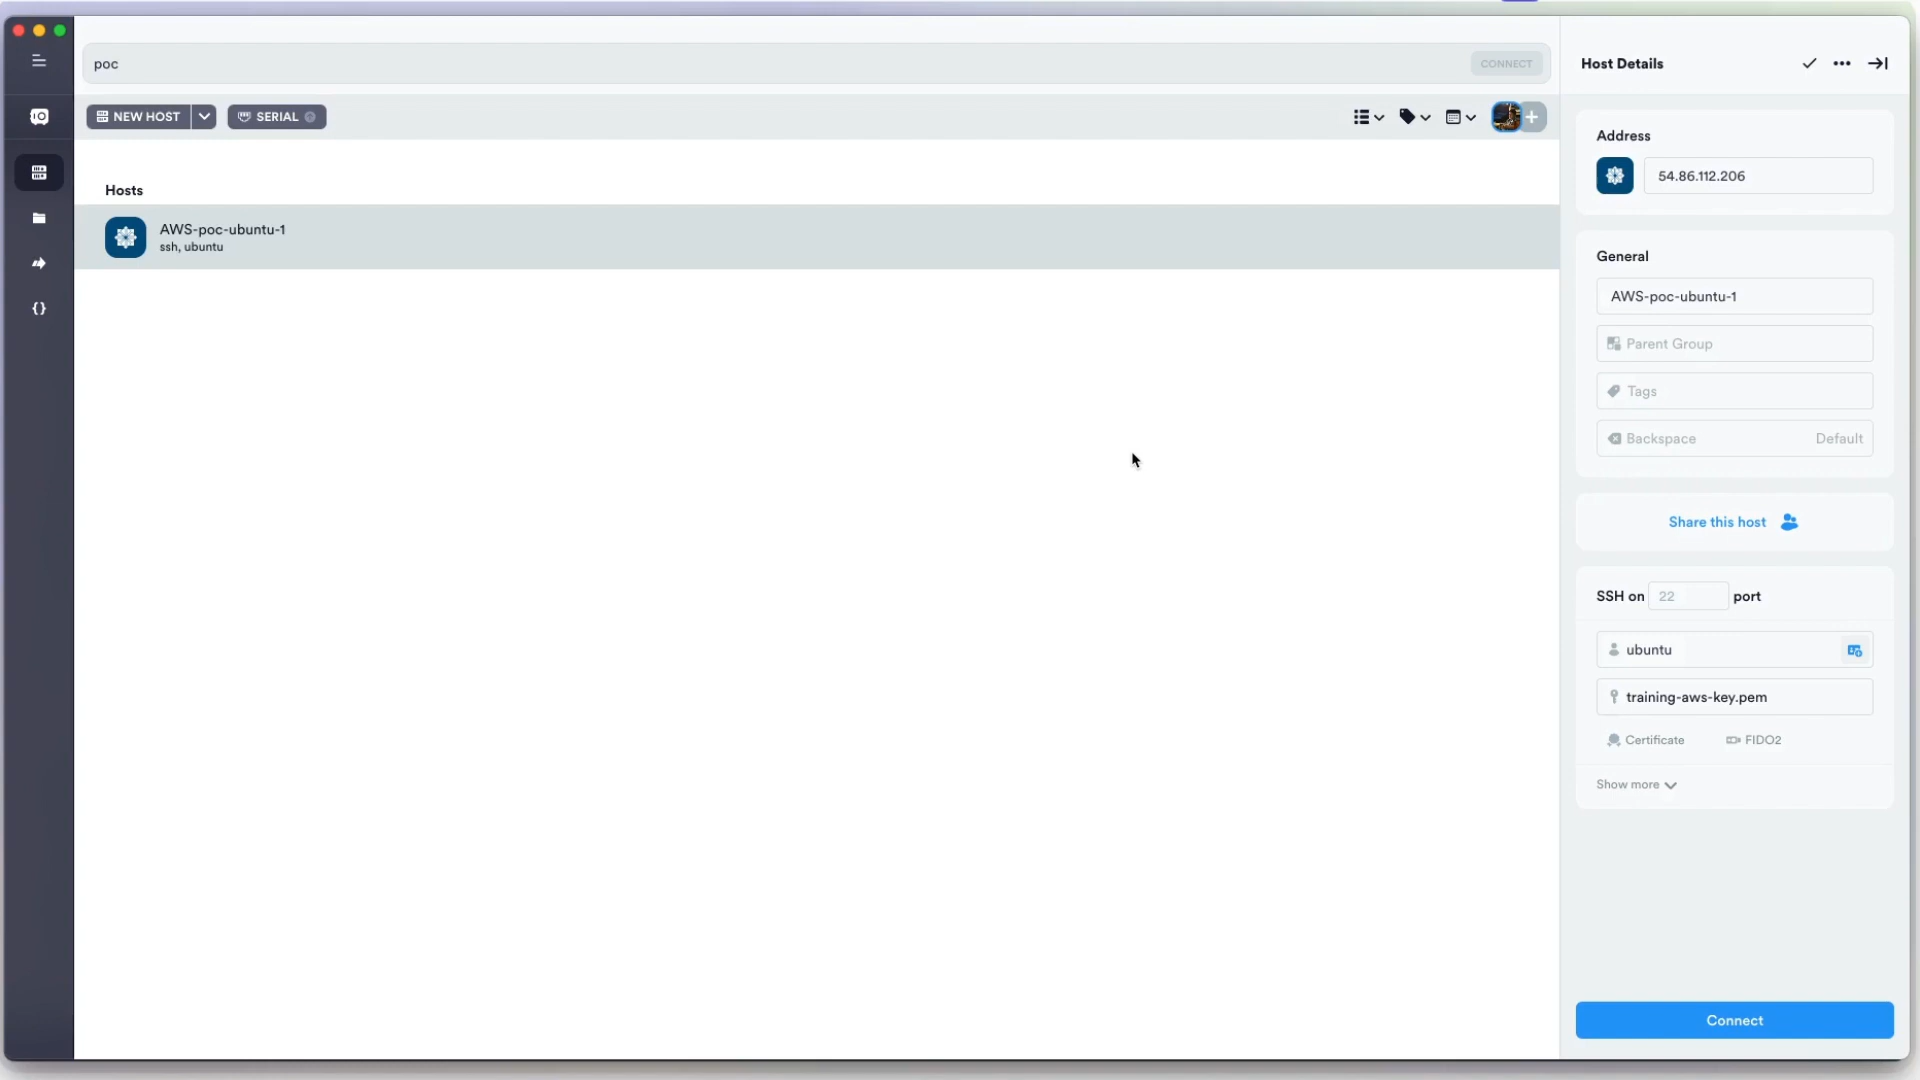 poc
CONNECT
NEW HOST
SERIAL
Hosts
AWS-poc-ubuntu-1
ssh, ubuntu
Host Details
Address
54.86.112.206
General
AWS-poc-ubuntu-1
Parent Group
Tags
Backspace Default
Share this host
SSH on 22 port
ubuntu
training-aws-key.pem
Certificate FIDO2
Show more
Connect